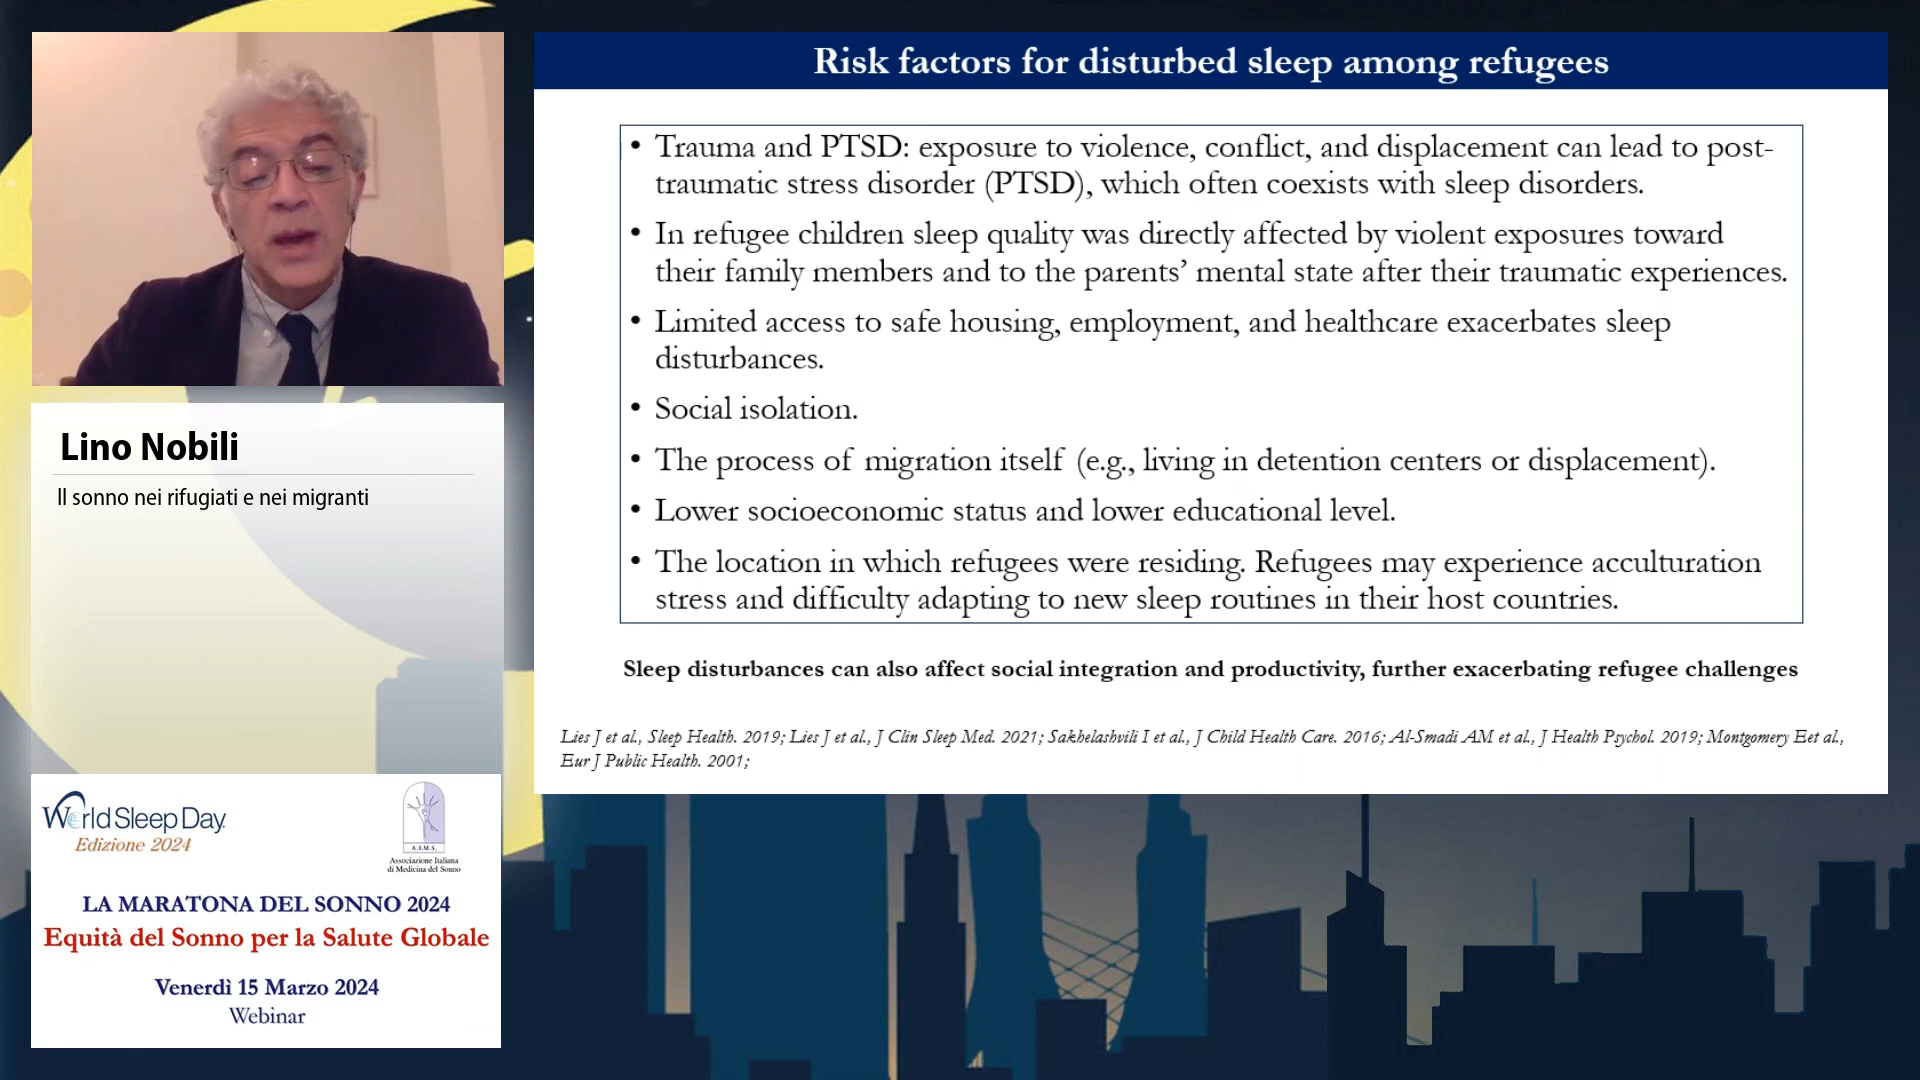 Risk factors for disturbed sleep among refugees
• Trauma and PTSD: exposure to violence, conflict, and displacement can lead to post-
traumatic stress disorder (PTSD), which often coexists with sleep disorders.
• In refugee children sleep quality was directly affected by violent exposures toward
their family members and to the parents’ mental state after their traumatic experiences.
• Limited access to safe housing, employment, and healthcare exacerbates sleep
disturbances.
• Social isolation.
• The process of migration itself (e.g., living in detention centers or displacement).
• Lower socioeconomic status and lower educational level.
• The location in which refugees were residing. Refugees may experience acculturation
stress and difficulty adapting to new sleep routines in their host countries.
Sleep disturbances can also affect social integration and productivity, further exacerbating refugee challenges
Lies J et al., Sleep Health. 2019; Lies J et al., J Clin Sleep Med. 2021; Sakhelashvili I et al., J Child Health Care. 2016; Al-Smadi AM et al., J Health Psychol. 2019; Montgomery Eet al.,
Eur J Public Health. 2001;
Lino Nobili
Il sonno nei rifugiati e nei migranti
World Sleep Day
Edizione 2024
A.I.M.S.
Associazione Italiana
di Medicina del Sonno
LA MARATONA DEL SONNO 2024
Equità del Sonno per la Salute Globale
Venerdì 15 Marzo 2024
Webinar